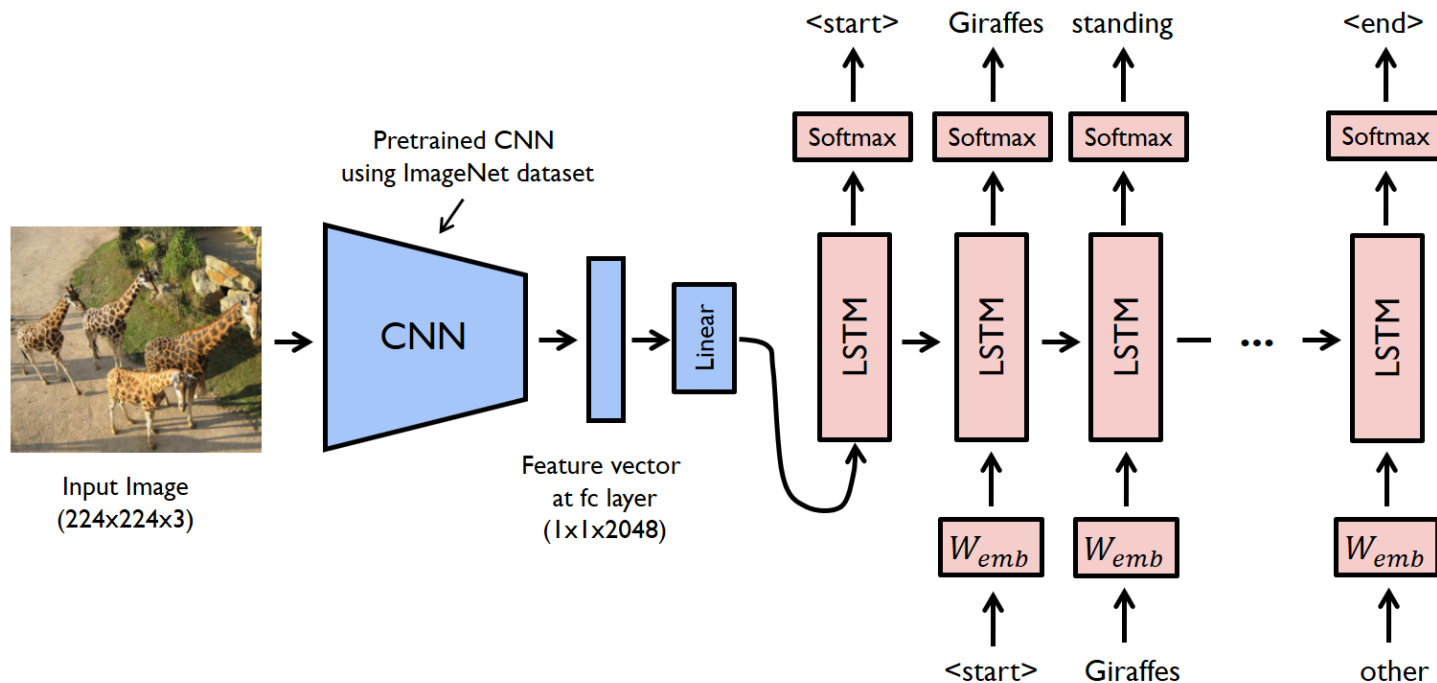 <start> Giraffes standing <end>
Softmax Softmax Softmax Softmax
Pretrained CNN
using ImageNet dataset
CNN
Linear
LSTM LSTM LSTM ... LSTM
Input Image
(224x224x3)
Feature vector
at fc layer
(1x1x2048)
W_emb W_emb W_emb
<start> Giraffes other